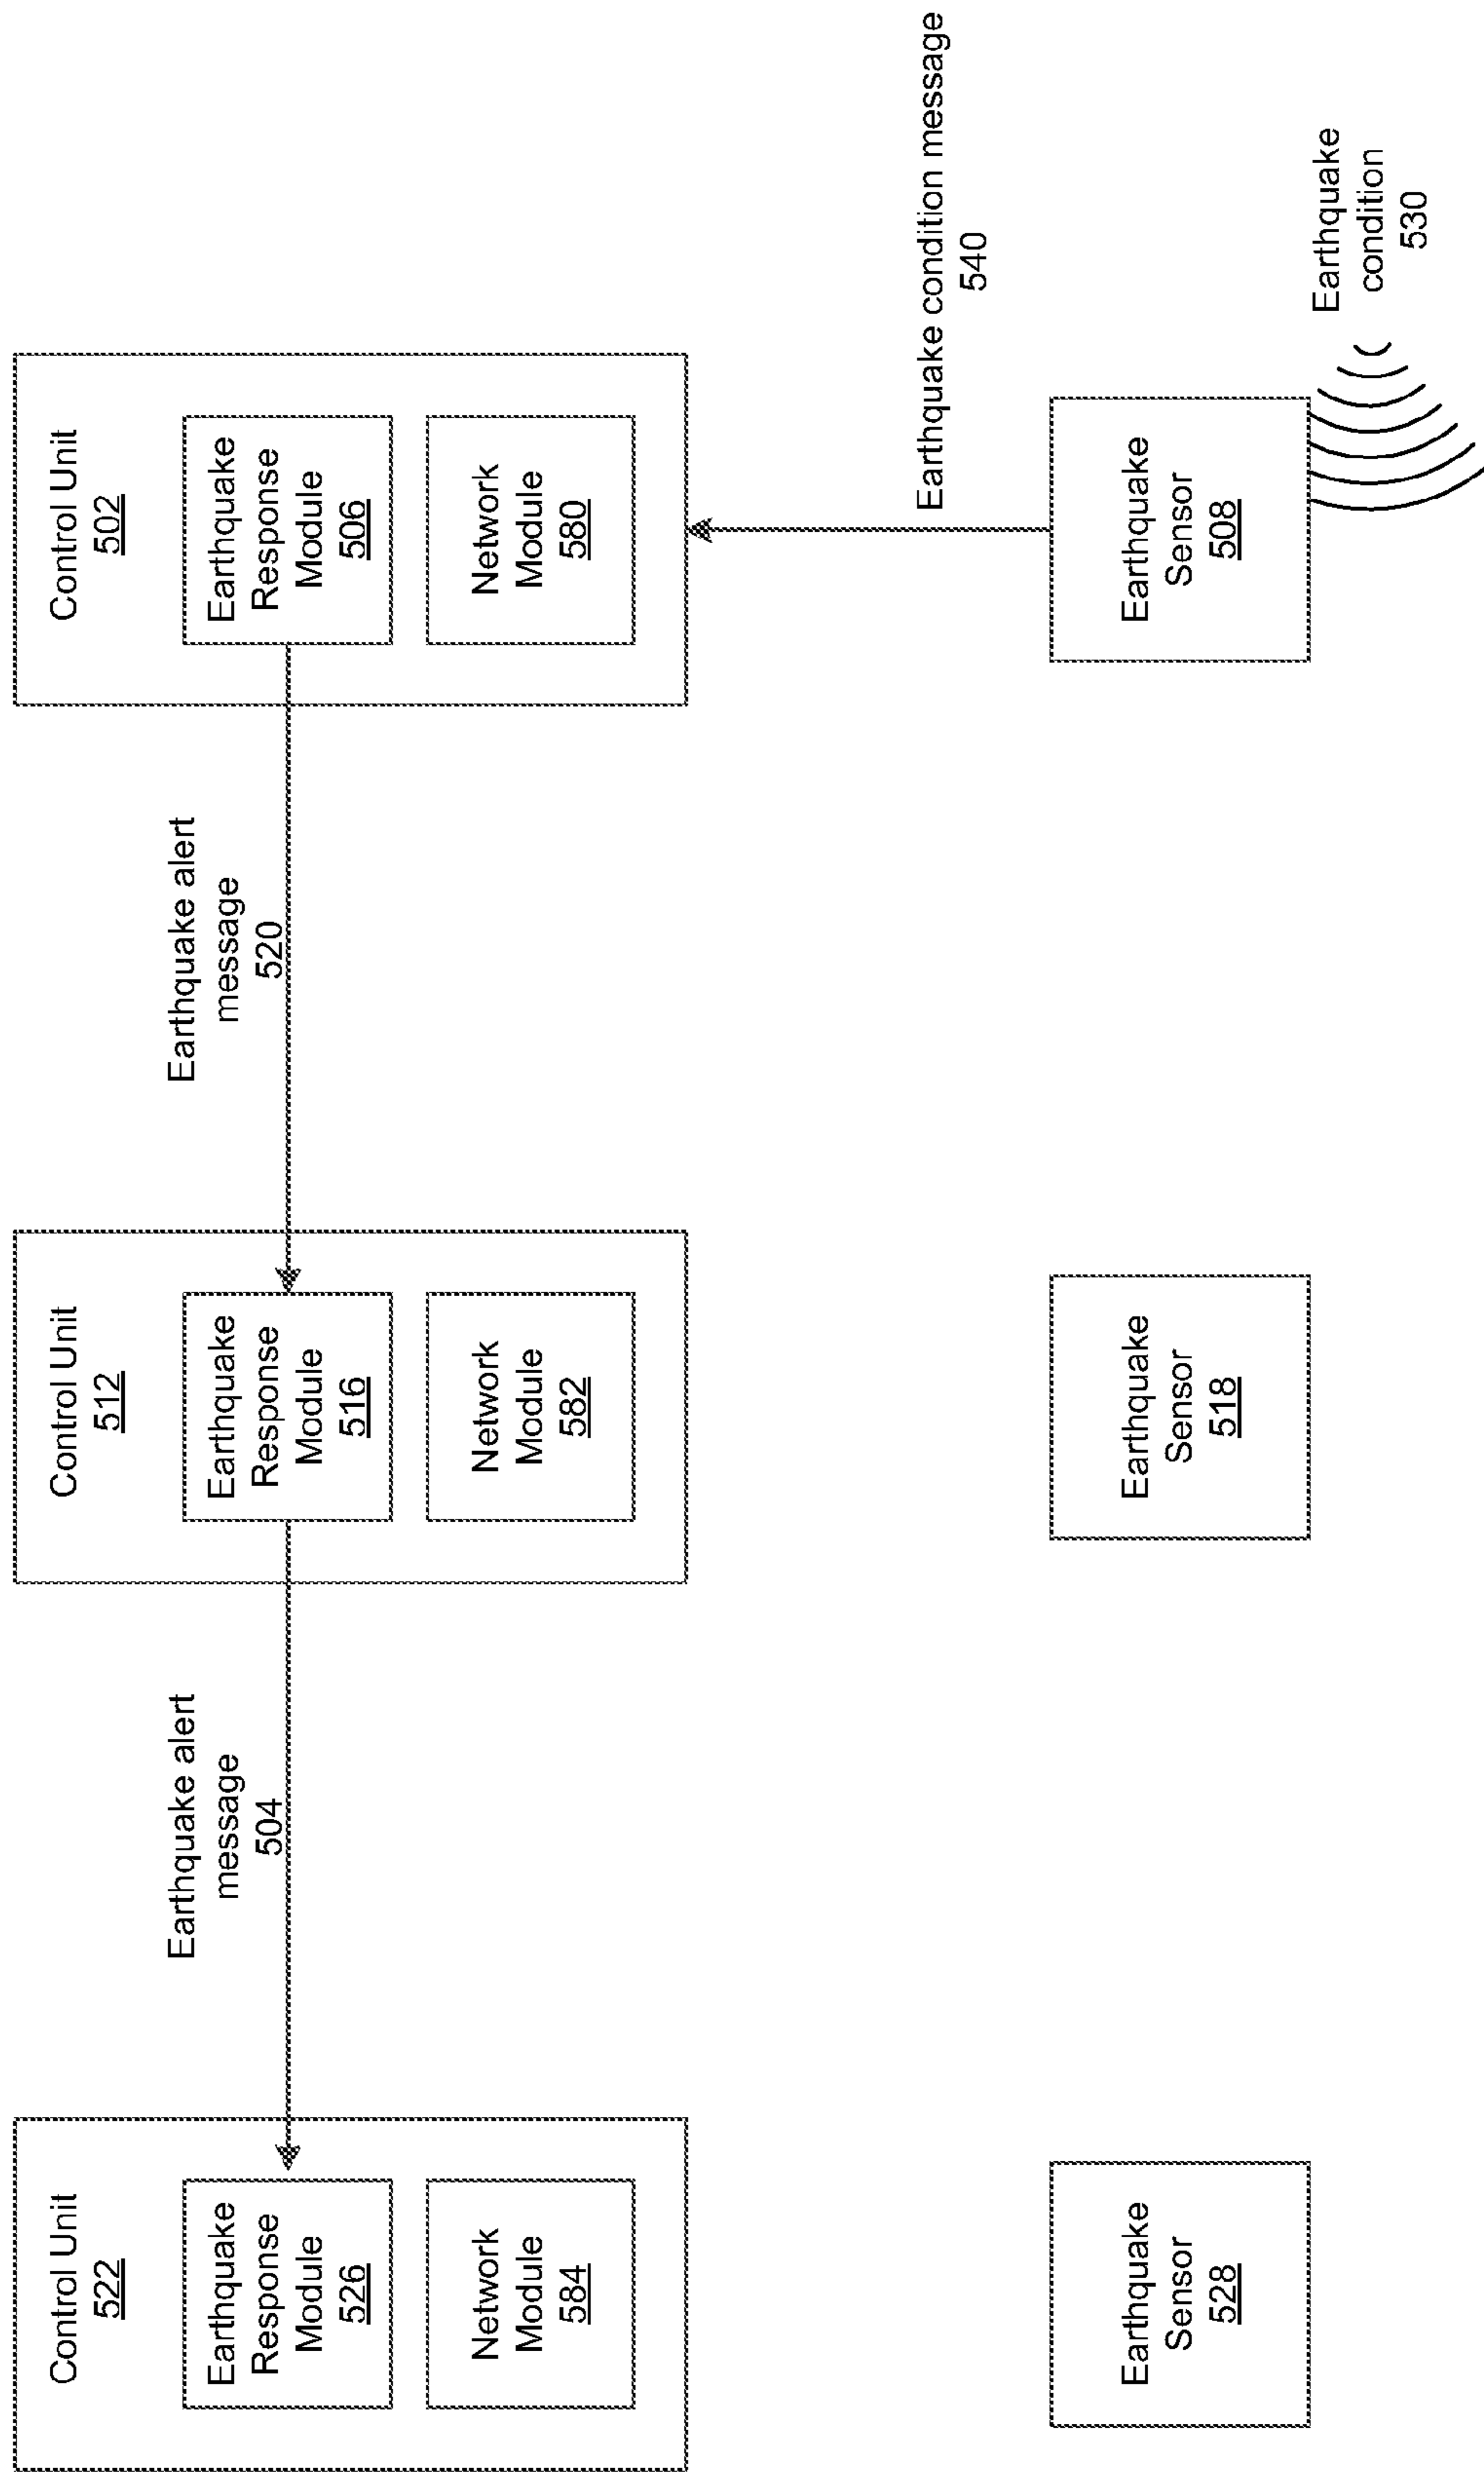 Control Unit
522
Earthquake
Response
Module
526
Network
Module
584
Earthquake alert
message
504
Control Unit
512
Earthquake
Response
Module
516
Network
Module
582
Earthquake alert
message
520
Control Unit
502
Earthquake
Response
Module
506
Network
Module
580
Earthquake condition message
540
Earthquake
Sensor
528
Earthquake
Sensor
518
Earthquake
Sensor
508
Earthquake
condition
530